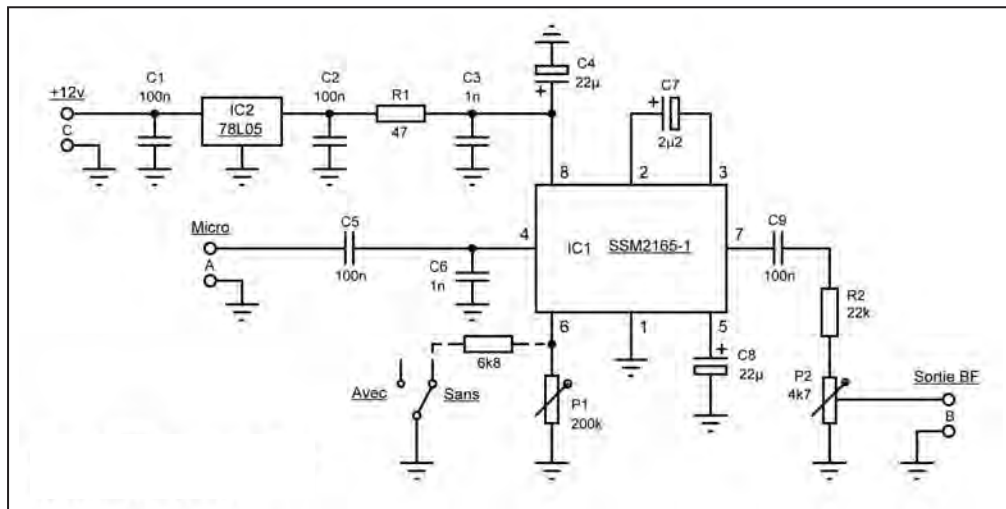 +12v
C
C1
100n
IC2
78L05
C2
100n
R1
47
C3
1n
C4
22µ
+
C7
+
2µ2
8
2
3
Micro
A
C5
100n
C6
1n
4
IC1
SSM2165-1
7
C9
100n
R2
22k
6
1
5
6k8
Avec
Sans
P1
200k
+
C8
22µ
P2
4k7
Sortie BF
B